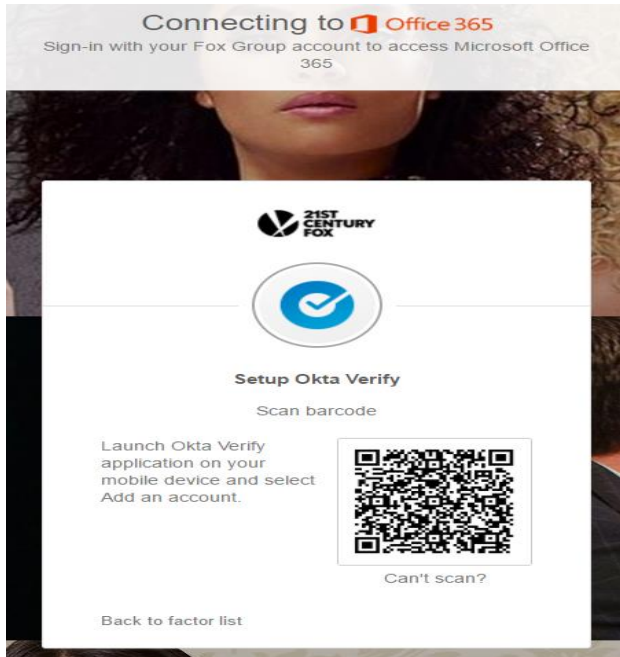 Connecting to Office 365
Sign-in with your Fox Group account to access Microsoft Office
365
21ST
CENTURY
FOX
Setup Okta Verify
Scan barcode
Launch Okta Verify
application on your
mobile device and select
Add an account.
Can't scan?
Back to factor list